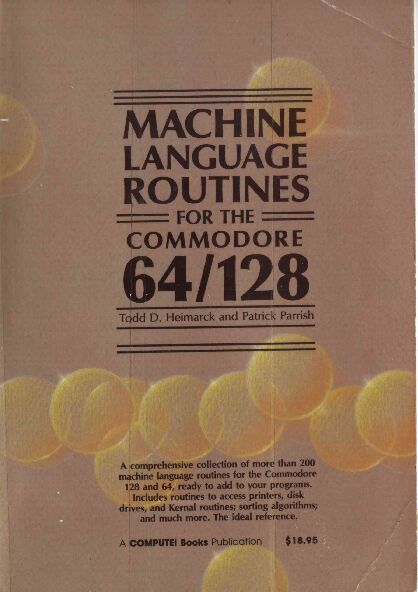 MACHINE
LANGUAGE
ROUTINES
FOR THE
COMMODORE
64/128
Todd D. Heimarck and Patrick Parrish
A comprehensive collection of more than 200
machine language routines for the Commodore
128 and 64, ready to add to your programs.
Includes routines to access printers, disk
drives, and Kernal routines; sorting algorithms;
and much more. The ideal reference.
A COMPUTE! Books Publication $18.95